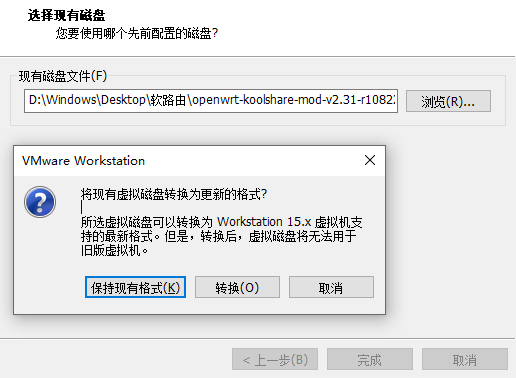 选择现有磁盘
您要使用哪个先前配置的磁盘?
现有磁盘文件(F)
D:\Windows\Desktop\软路由\openwrt-koolshare-mod-v2.31-r1082
浏览(R)...
VMware Workstation
将现有虚拟磁盘转换为更新的格式?
所选虚拟磁盘可以转换为 Workstation 15.x 虚拟机支
持的最新格式。但是，转换后，虚拟磁盘将无法用于
旧版虚拟机。
保持现有格式(K)
转换(O)
取消
< 上一步(B)
完成
取消